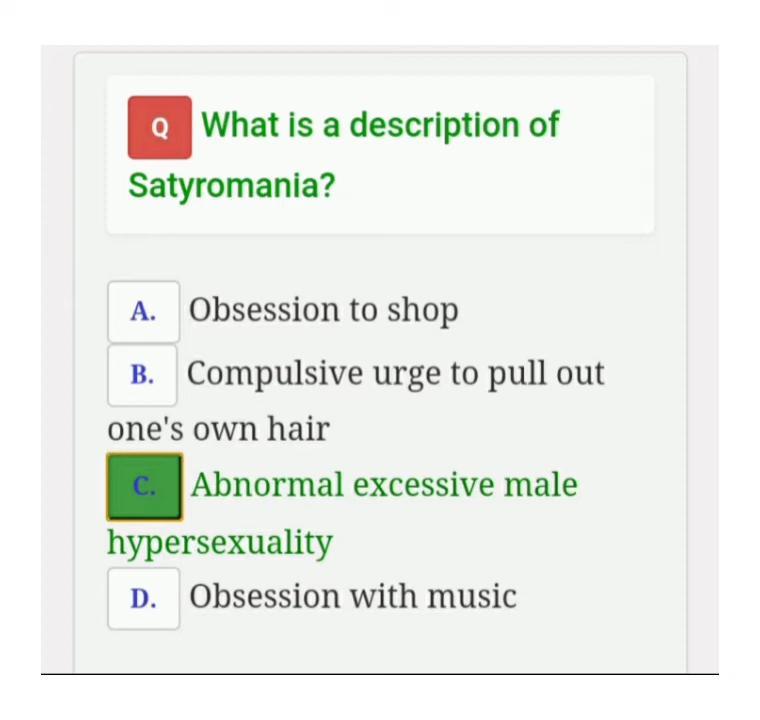 Q What is a description of
Satyromania?
A. Obsession to shop
B. Compulsive urge to pull out
one's own hair
C. Abnormal excessive male
hypersexuality
D. Obsession with music